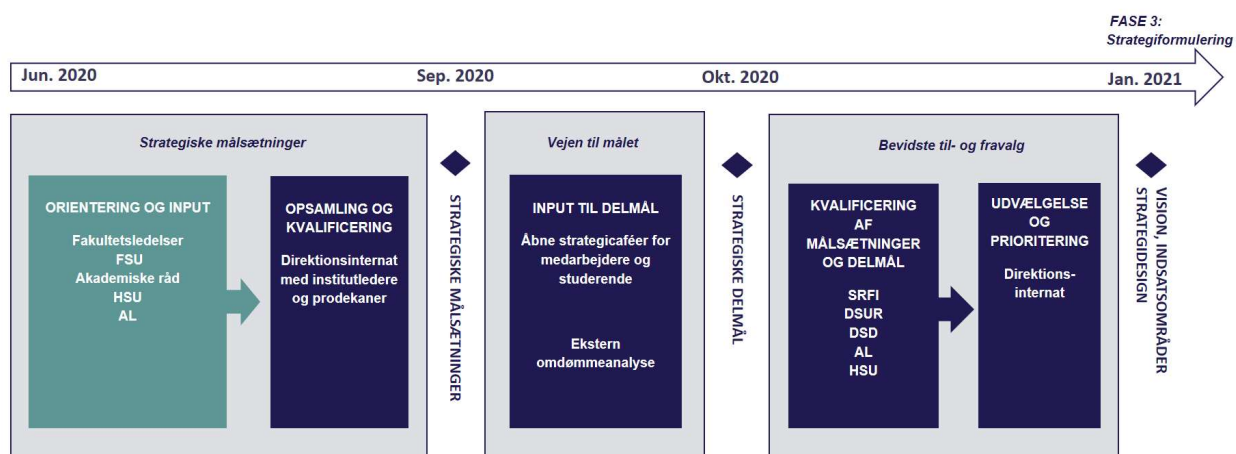 FASE 3:
Strategiformulering
Jun. 2020
Sep. 2020
Okt. 2020
Jan. 2021
Strategiske målsætninger
ORIENTERING OG INPUT
Fakultetsledelser
FSU
Akademiske råd
HSU
AL
OPSAMLING OG
KVALIFICERING
Direktionsinternat
med institutledere
og prodekaner
STRATEGISKE MÅLSÆTNINGER
Vejen til målet
INPUT TIL DELMÅL
Åbne strategicaféer for
medarbejdere og
studerende
Ekstern
omdømmeanalyse
STRATEGISKE DELMÅL
Bevidste til- og fravalg
KVALIFICERING
AF
MÅLSÆTNINGER
OG DELMÅL
SRFI
DSUR
DSD
AL
HSU
UDVÆLGELSE
OG
PRIORITERING
Direktions-
internat
VISION, INDSATSOMRÅDER
STRATEGIDESIGN